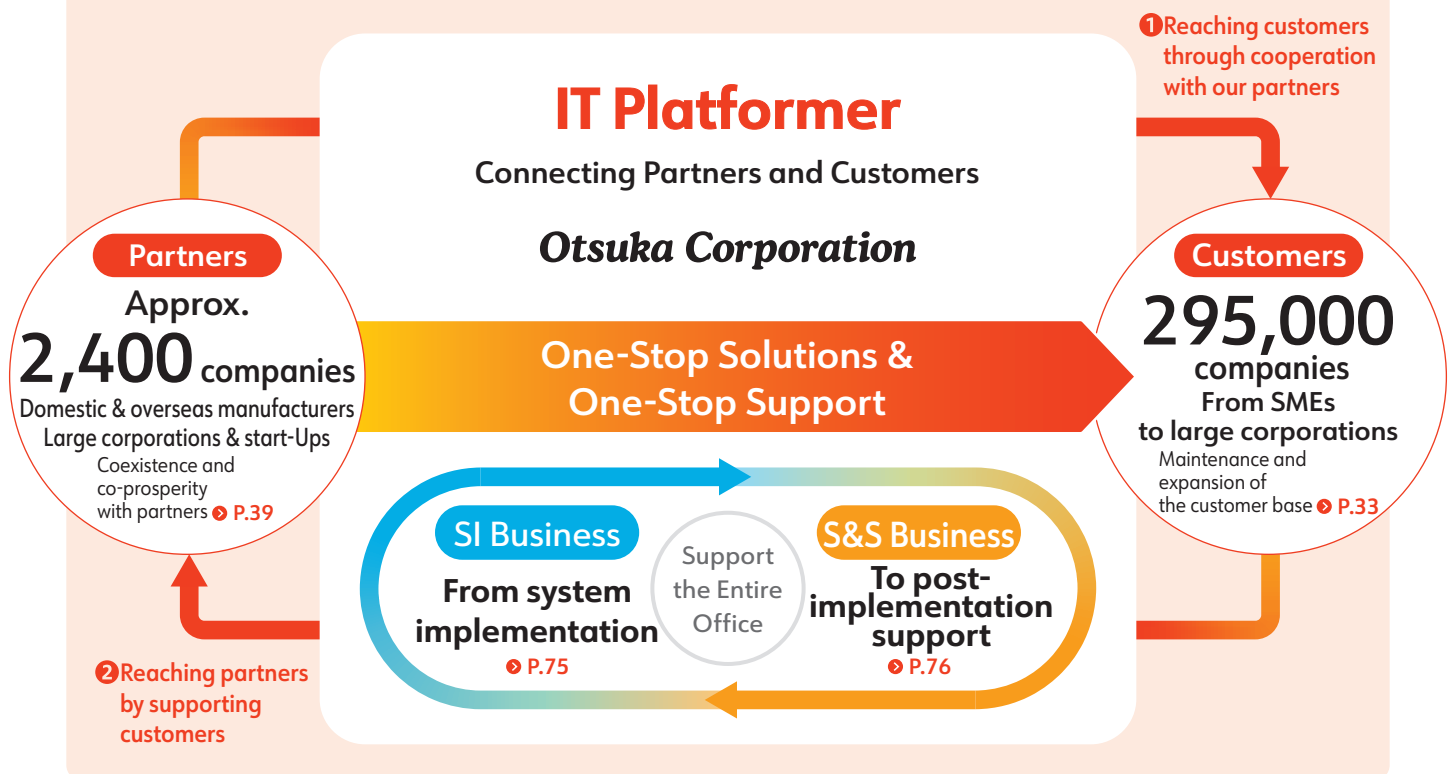 ❶Reaching customers
through cooperation
with our partners
IT Platformer
Connecting Partners and Customers
Otsuka Corporation
Partners
Approx.
2,400 companies
Domestic & overseas manufacturers
Large corporations & start-Ups
Coexistence and
co-prosperity
with partners P.39
One-Stop Solutions &
One-Stop Support
Customers
295,000
companies
From SMEs
to large corporations
Maintenance and
expansion of
the customer base P.33
SI Business
From system
implementation
P.75
Support
the Entire
Office
S&S Business
To post-
implementation
support
P.76
❷Reaching partners
by supporting
customers